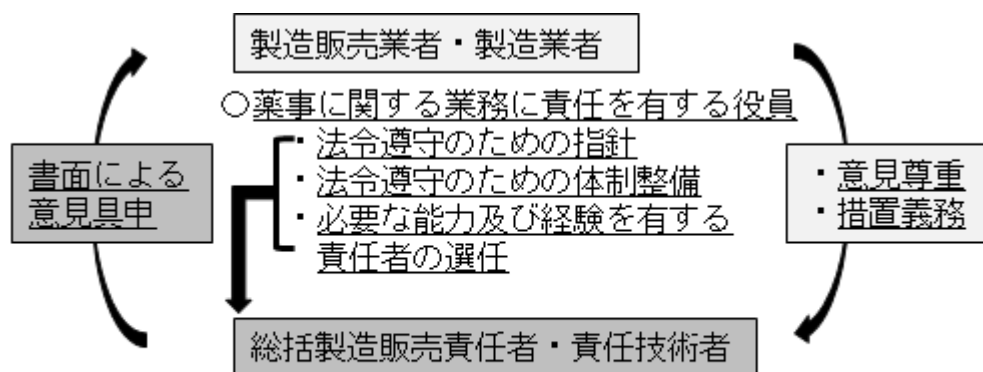 製造販売業者・製造業者
○薬事に関する業務に責任を有する役員
・法令遵守のための指針
・法令遵守のための体制整備
・必要な能力及び経験を有する
責任者の選任
書面による
意見具申
・意見尊重
・措置義務
総括製造販売責任者・責任技術者